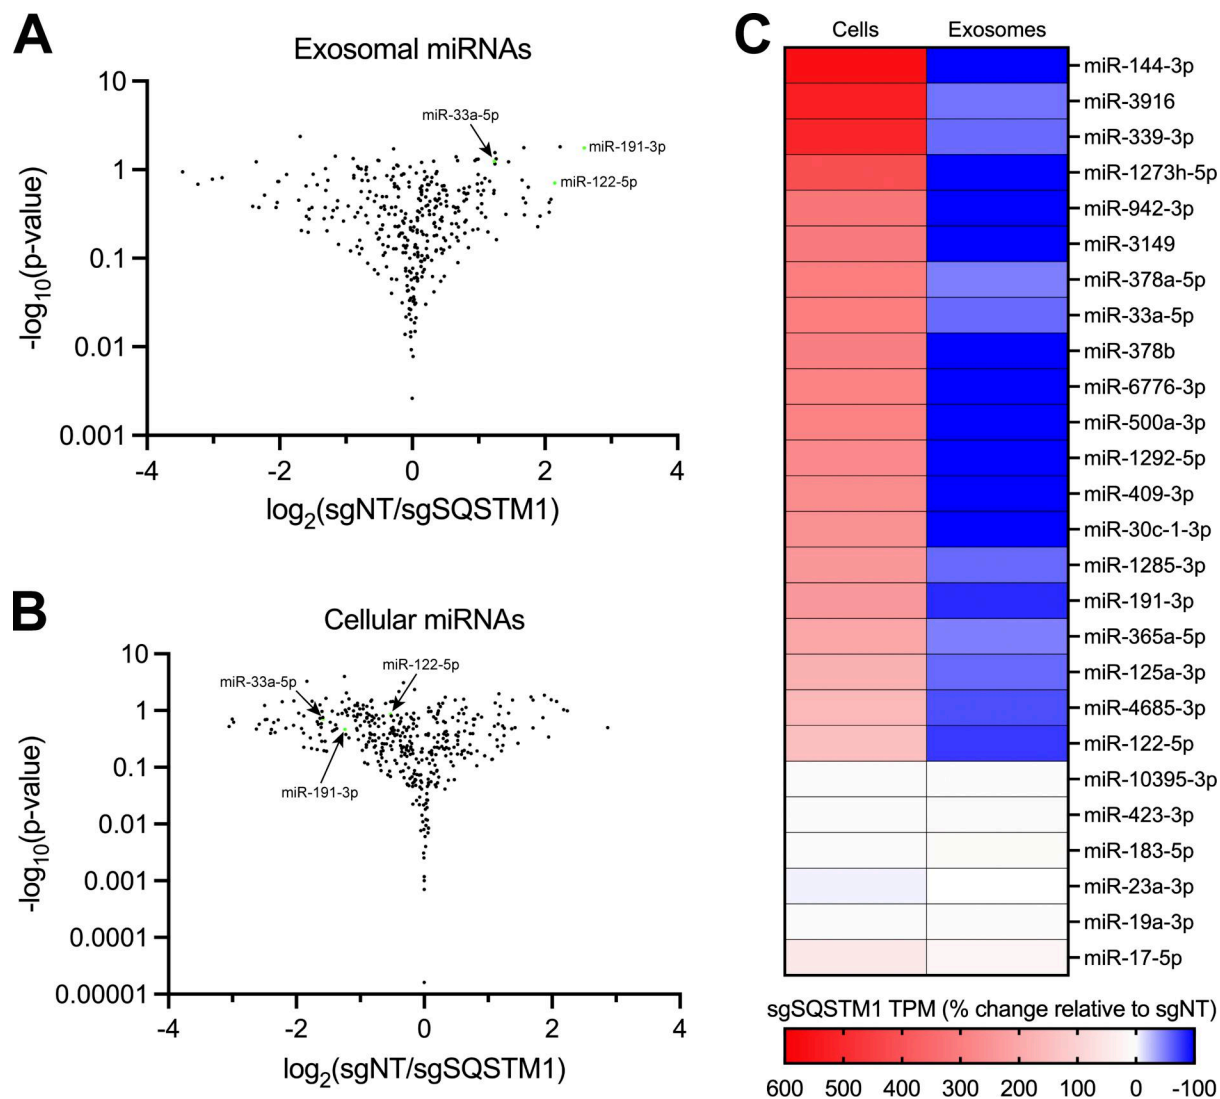 A
Exosomal miRNAs
10
1
0.1
0.01
0.001
-log10(p-value)
miR-33a-5p
miR-191-3p
miR-122-5p
-4
-2
0
2
4
log2(sgNT/sgSQSTM1)
B
Cellular miRNAs
10
1
0.1
0.01
0.001
0.0001
0.00001
-log10(p-value)
miR-122-5p
miR-33a-5p
miR-191-3p
-4
-2
0
2
4
log2(sgNT/sgSQSTM1)
C
Cells Exosomes
miR-144-3p
miR-3916
miR-339-3p
miR-1273h-5p
miR-942-3p
miR-3149
miR-378a-5p
miR-33a-5p
miR-378b
miR-6776-3p
miR-500a-3p
miR-1292-5p
miR-409-3p
miR-30c-1-3p
miR-1285-3p
miR-191-3p
miR-365a-5p
miR-125a-3p
miR-4685-3p
miR-122-5p
miR-10395-3p
miR-423-3p
miR-183-5p
miR-23a-3p
miR-19a-3p
miR-17-5p
sgSQSTM1 TPM (% change relative to sgNT)
600 500 400 300 200 100 0 -100